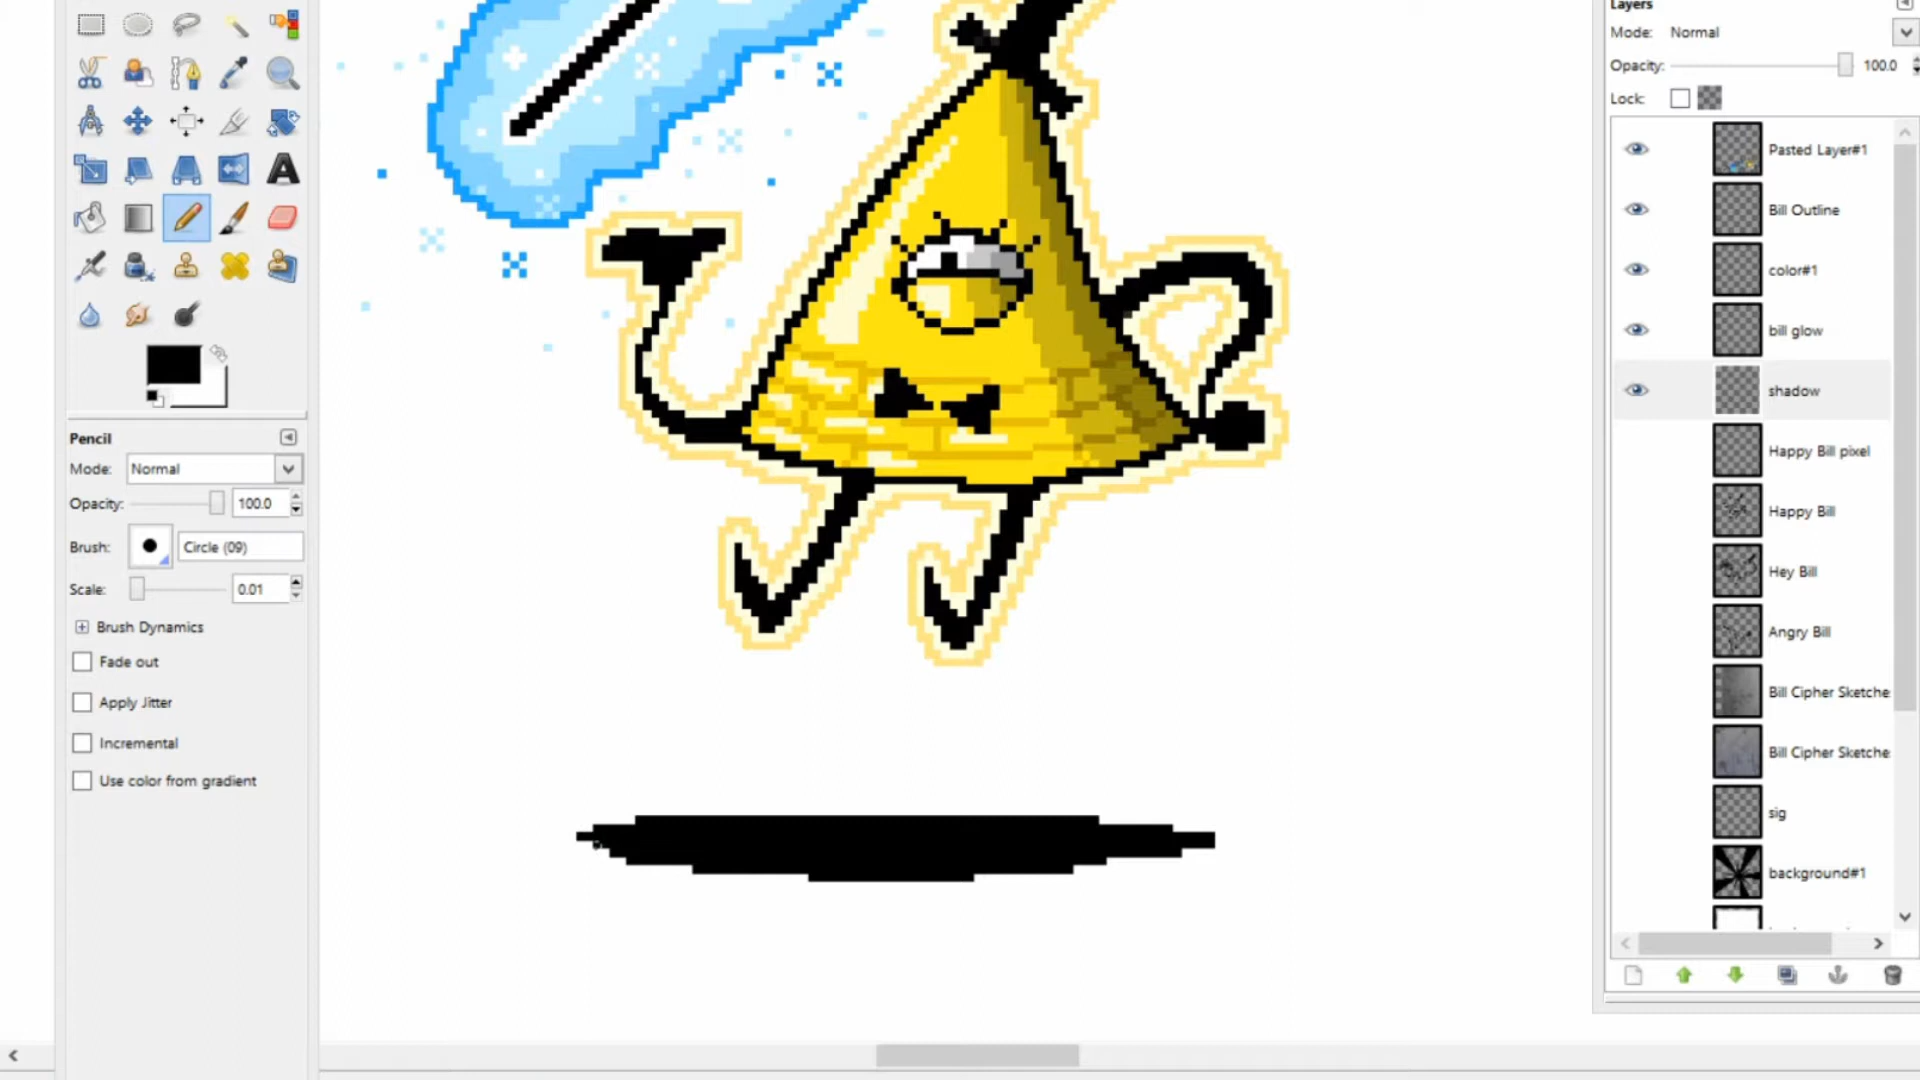 Layers
Mode: Normal
Opacity: 100.0
Lock:
Pasted Layer#1
Bill Outline
color#1
bill glow
shadow
Happy Bill pixel
Happy Bill
Hey Bill
Angry Bill
Bill Cipher Sketche
Bill Cipher Sketche
sig
background#1
Pencil
Mode: Normal
Opacity: 100.0
Brush: Circle (09)
Scale: 0.01
Brush Dynamics
Fade out
Apply Jitter
Incremental
Use color from gradient